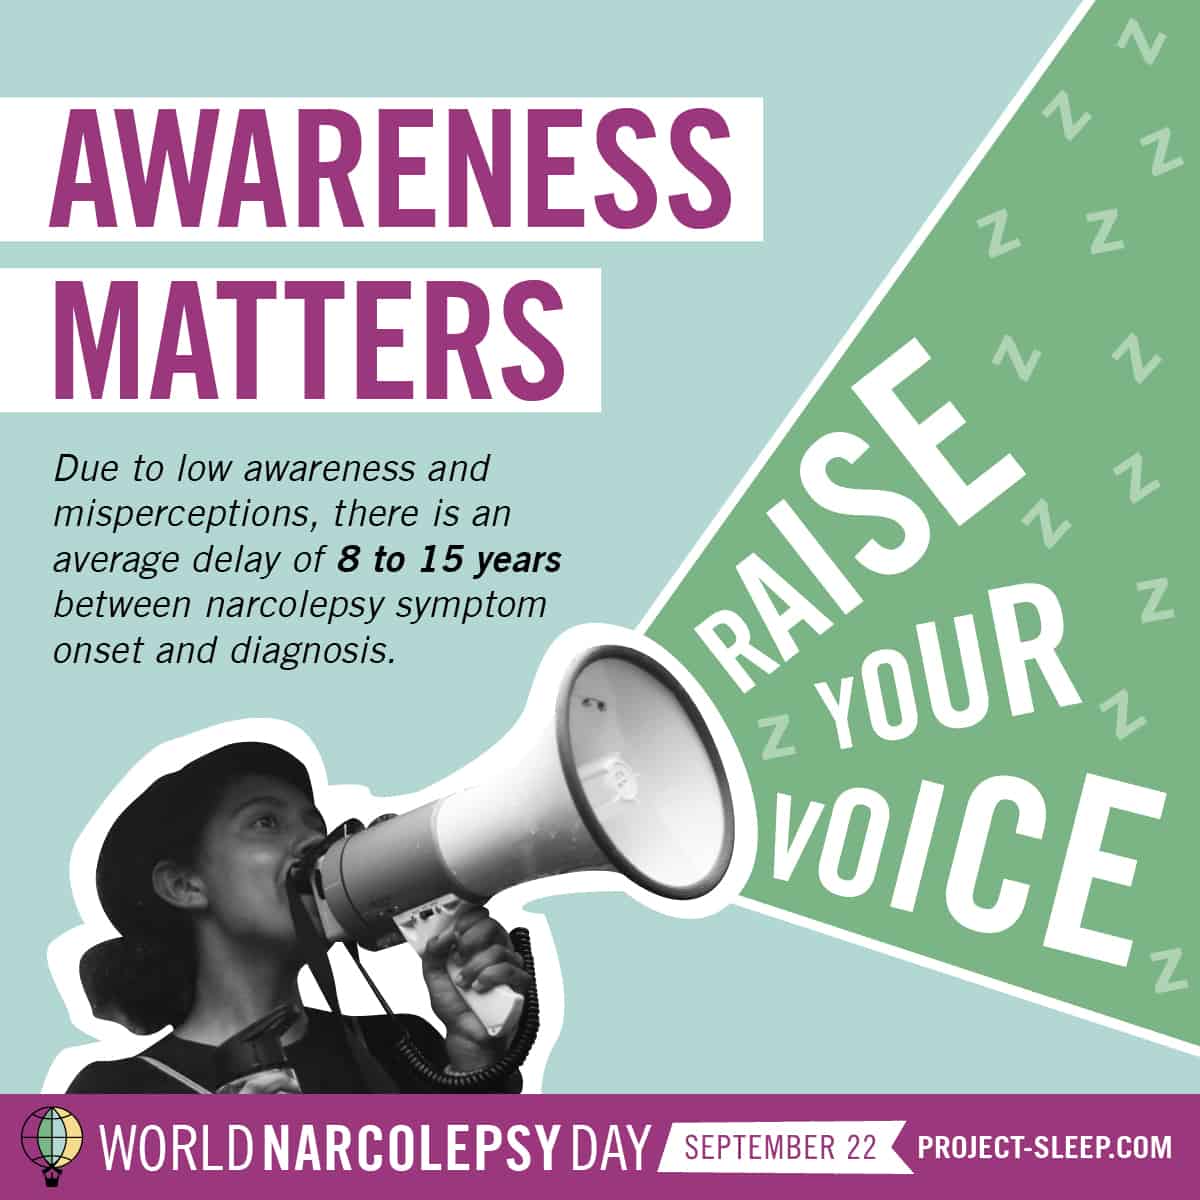 AWARENESS
MATTERS
Due to low awareness and
misperceptions, there is an
average delay of 8 to 15 years
between narcolepsy symptom
onset and diagnosis.
RAISE
YOUR
VOICE
Z
Z
Z
Z
Z
Z
Z
Z
Z
Z
Z
Z
Z
WORLD NARCOLEPSY DAY SEPTEMBER 22 PROJECT-SLEEP.COM